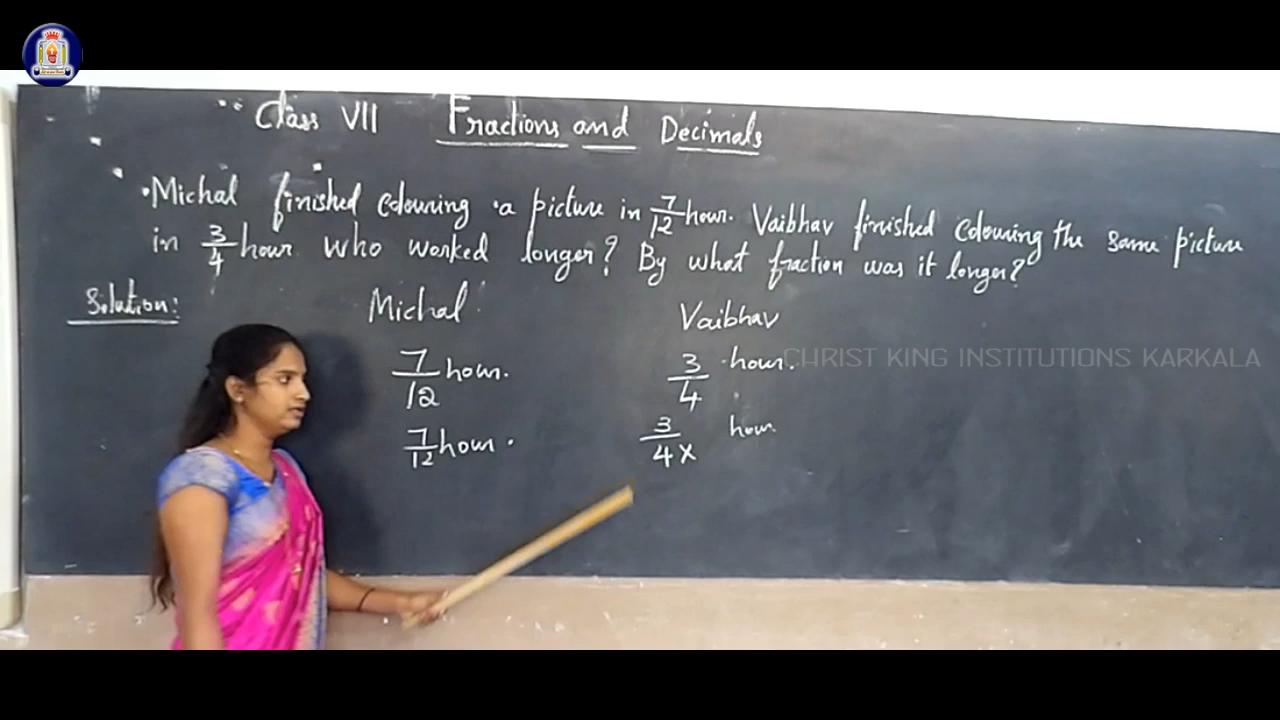 Class VII Fractions and Decimals
Michal finished colouring a picture in 7/12 hour. Vaibhav finished colouring the same picture
in 3/4 hour who worked longer? By what fraction was it longer?
Solution:
Michal Vaibhav
7/12 hour. 3/4 hour.
CHRIST KING INSTITUTIONS KARKALA
7/12 hour. 3/4 x hour.